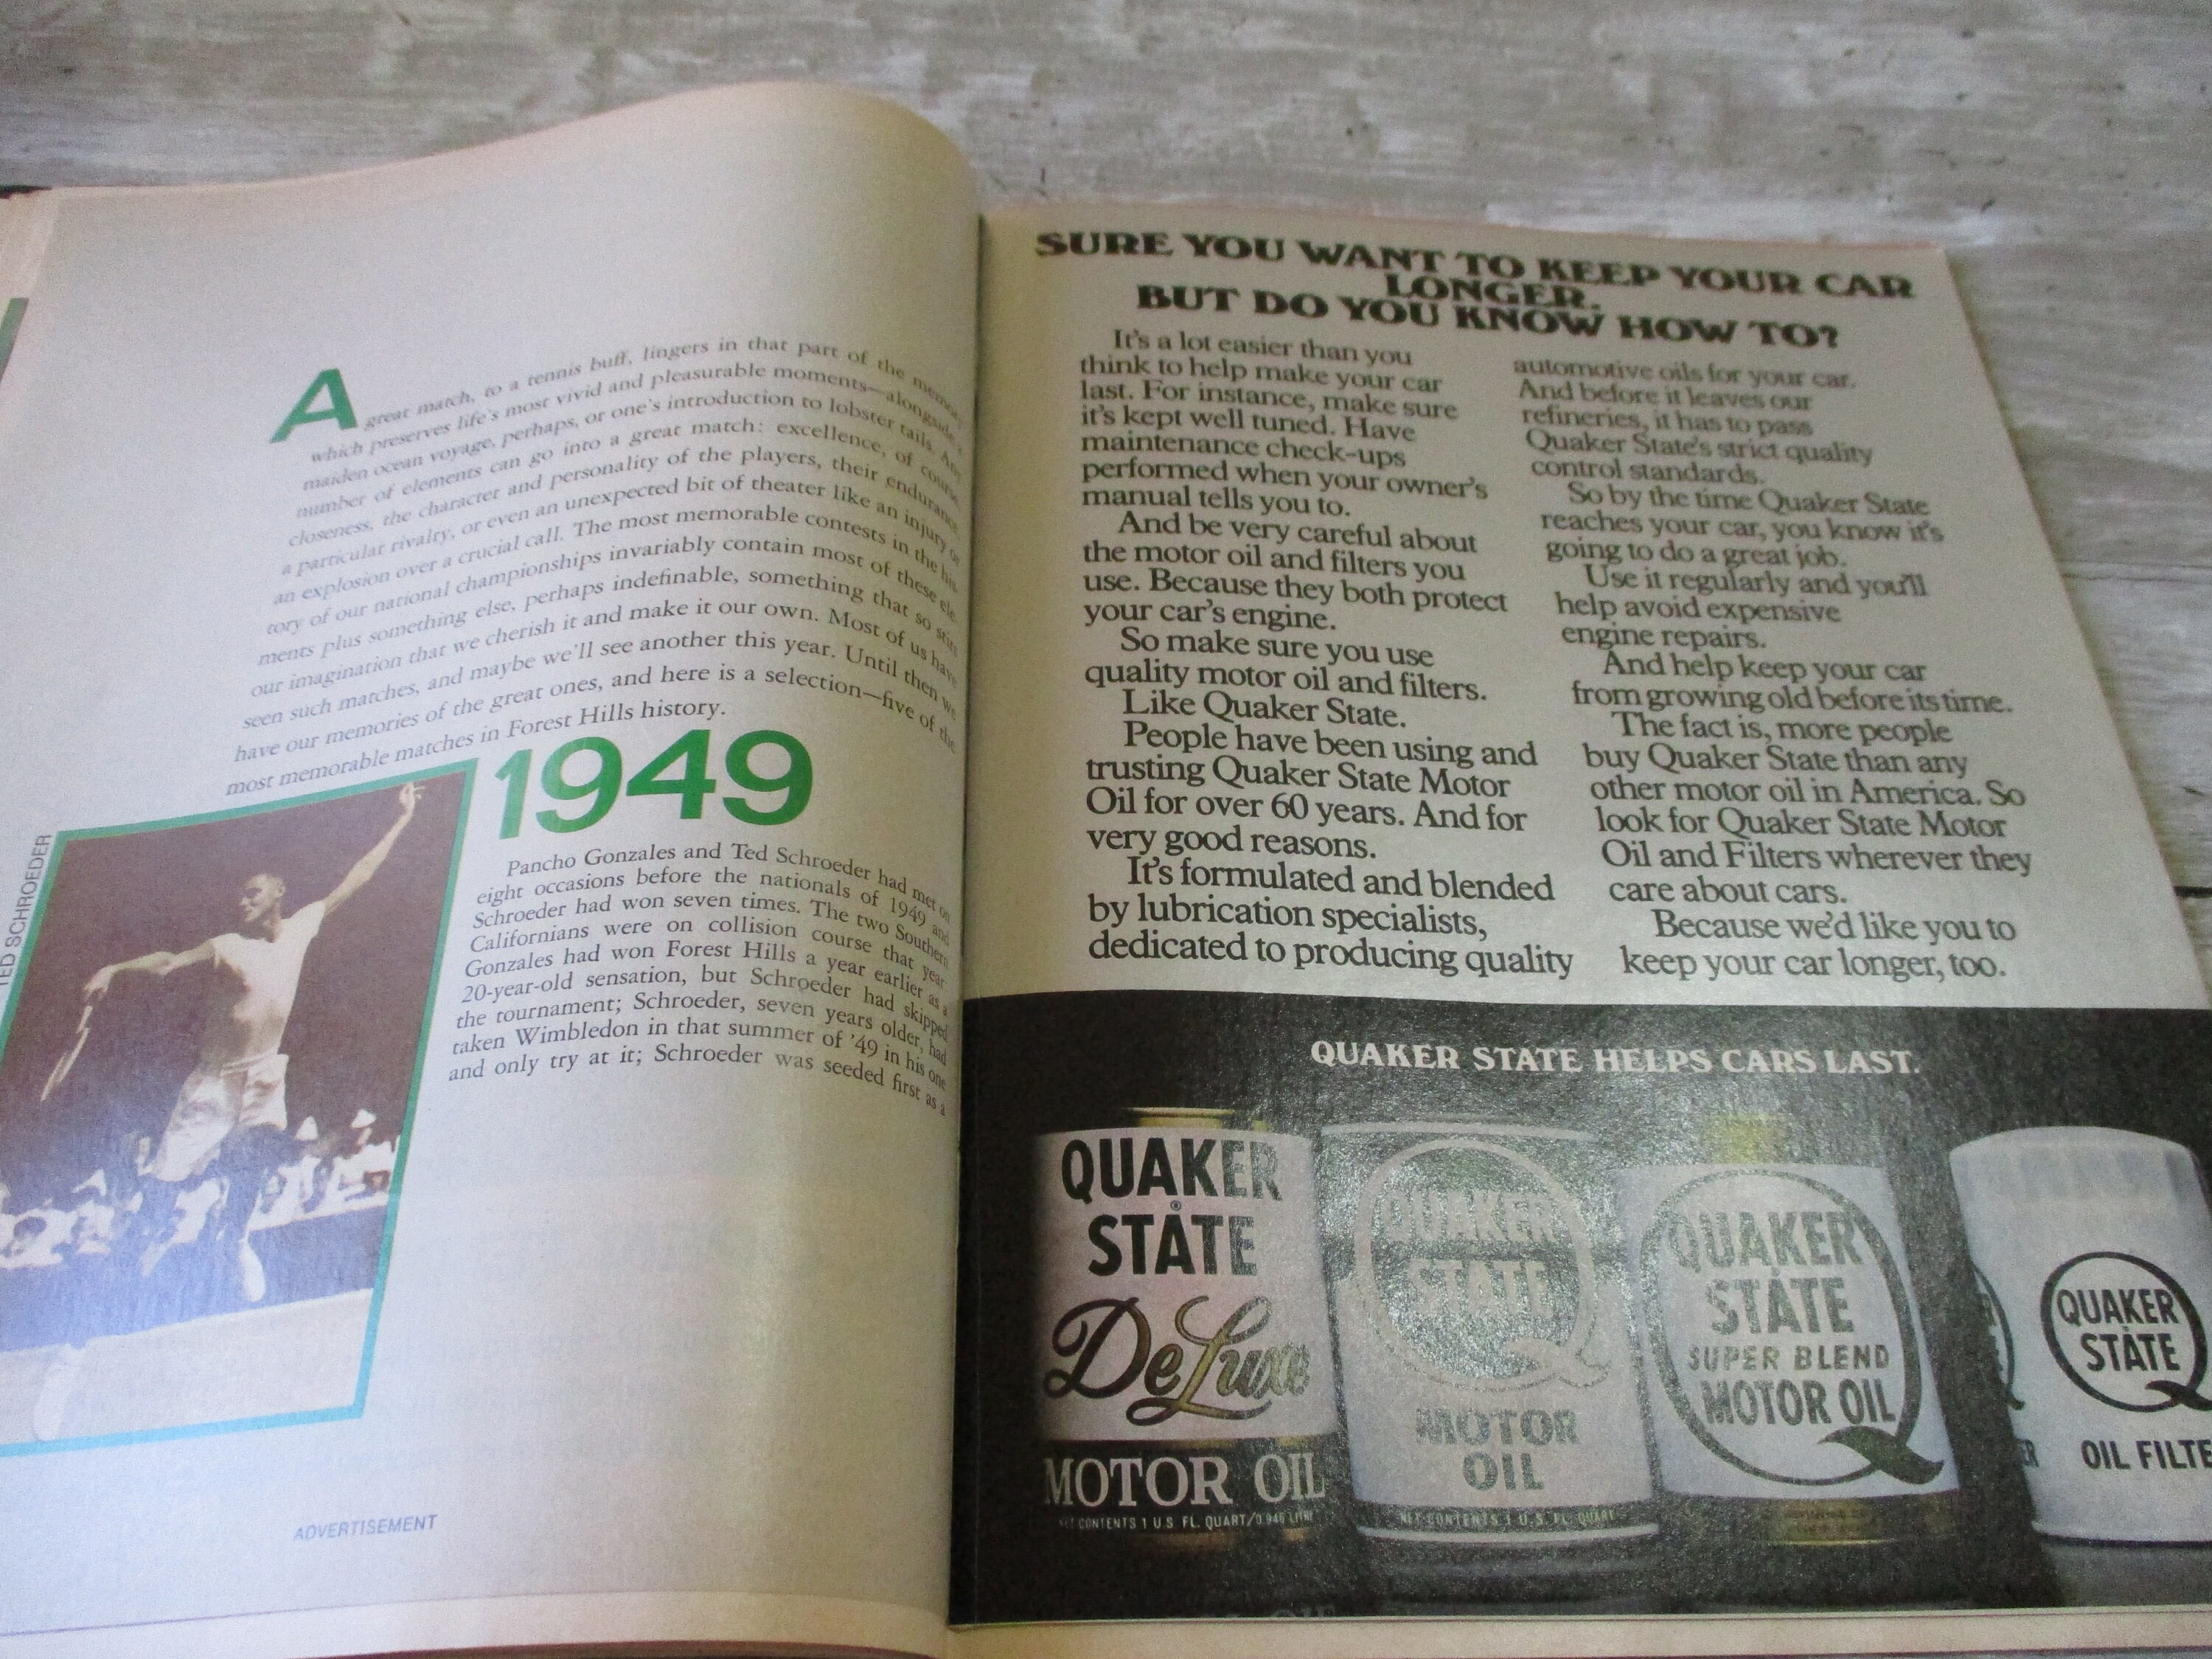 A great match, to a tennis buff, lingers in that part of the memory
which preserves life's most vivid and pleasurable moments—alongside a
maiden ocean voyage, perhaps, or one's introduction to lobster tails. Any
number of elements can go into a great match: excellence, of course,
closeness, the character and personality of the players, their endurance,
a particular rivalry, or even an unexpected bit of theater like an injury or
an explosion over a crucial call. The most memorable contests in the his-
tory of our national championships invariably contain most of these ele-
ments plus something else, perhaps indefinable, something that so stirs
our imagination that we cherish it and make it our own. Most of us have
seen such matches, and maybe we'll see another this year. Until then we
have our memories of the great ones, and here is a selection—five of the
most memorable matches in Forest Hills history.
1949
TED SCHROEDER
Pancho Gonzales and Ted Schroeder had met on
eight occasions before the nationals of 1949 and
Schroeder had won seven times. The two Southern
Californians were on collision course that year.
Gonzales had won Forest Hills a year earlier as a
20-year-old sensation, but Schroeder had skipped
the tournament; Schroeder, seven years older, had
taken Wimbledon in that summer of '49 in his one
and only try at it; Schroeder was seeded first as a
ADVERTISEMENT
SURE YOU WANT TO KEEP YOUR CAR
LONGER.
BUT DO YOU KNOW HOW TO?
It's a lot easier than you
think to help make your car
last. For instance, make sure
it's kept well tuned. Have
maintenance check-ups
performed when your owner's
manual tells you to.
And be very careful about
the motor oil and filters you
use. Because they both protect
your car's engine.
So make sure you use
quality motor oil and filters.
Like Quaker State.
People have been using and
trusting Quaker State Motor
Oil for over 60 years. And for
very good reasons.
It's formulated and blended
by lubrication specialists,
dedicated to producing quality
automotive oils for your car.
And before it leaves our
refineries, it has to pass
Quaker State's strict quality
control standards.
So by the time Quaker State
reaches your car, you know it's
going to do a great job.
Use it regularly and you'll
help avoid expensive
engine repairs.
And help keep your car
from growing old before its time.
The fact is, more people
buy Quaker State than any
other motor oil in America. So
look for Quaker State Motor
Oil and Filters wherever they
care about cars.
Because we'd like you to
keep your car longer, too.
QUAKER STATE HELPS CARS LAST.
QUAKER
STATE
DeLuxe
MOTOR OIL
NET CONTENTS 1 U.S. FL. QUART/0.946 LITRE
QUAKER
STATE
MOTOR
OIL
NET CONTENTS 1 U.S. FL. QUART
QUAKER
STATE
SUPER BLEND
MOTOR OIL
QUAKER
STATE
OIL FILTE